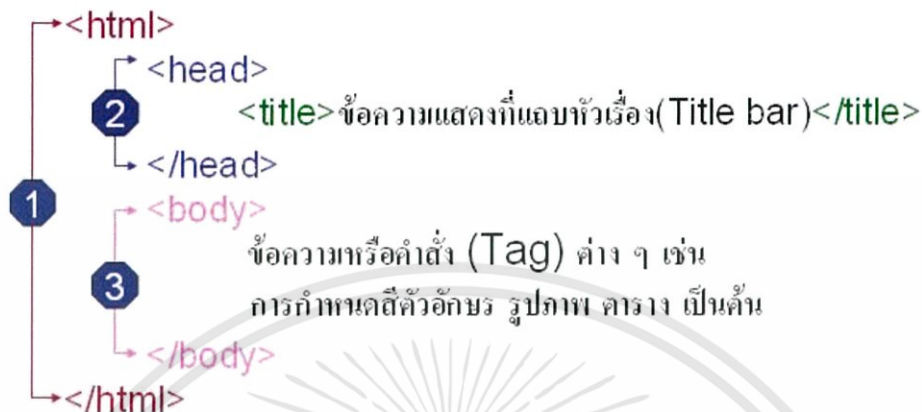 <html>
<head>
2
<title>ข้อความแสดงที่แถบหัวเรื่อง(Title bar)</title>
</head>
1
<body>
ข้อความหรือคำสั่ง (Tag) ต่าง ๆ เช่น
3
การกำหนดสีตัวอักษร รูปภาพ ตาราง เป็นต้น
</body>
</html>